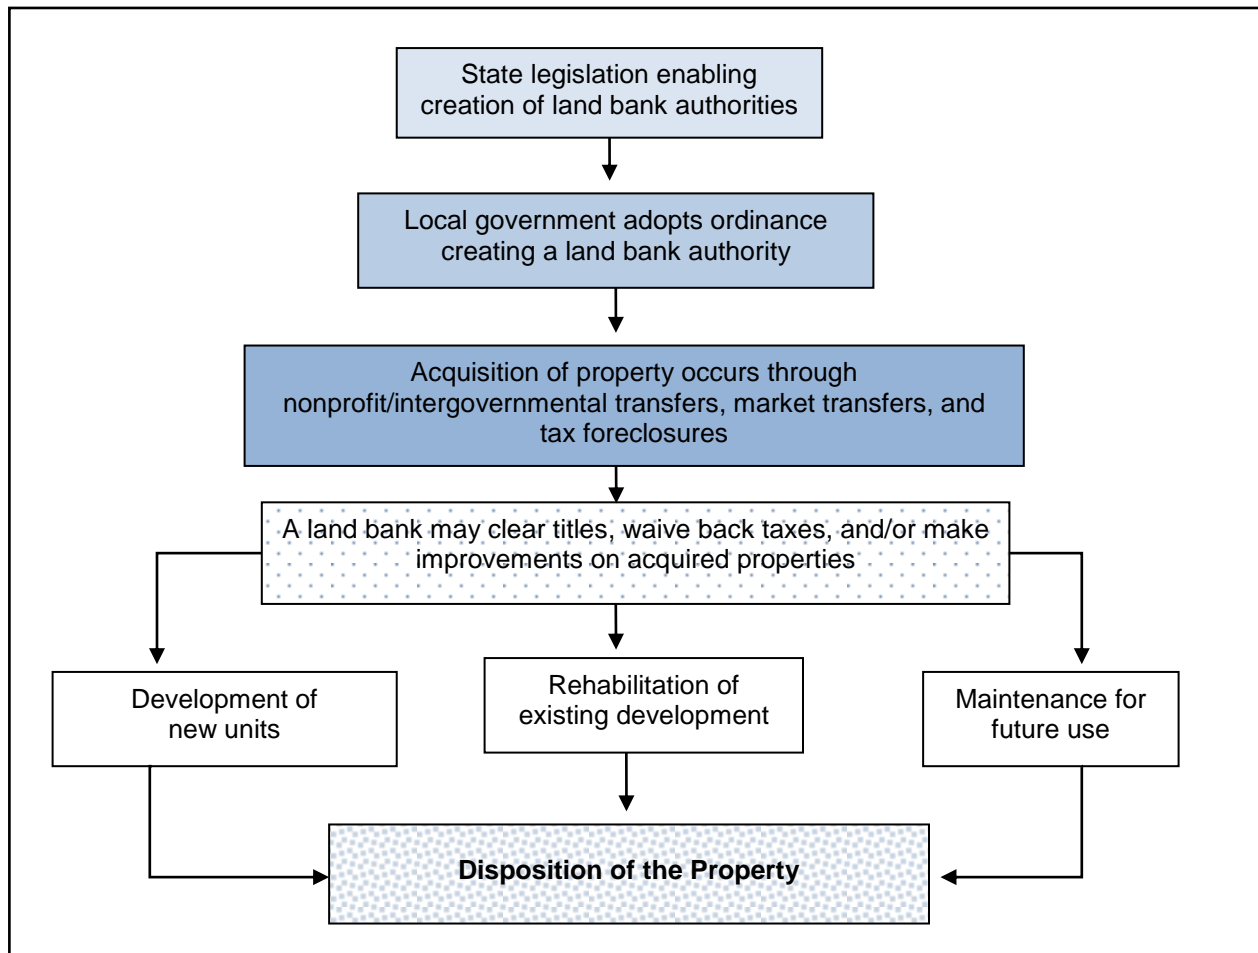 State legislation enabling
creation of land bank authorities
Local government adopts ordinance
creating a land bank authority
Acquisition of property occurs through
nonprofit/intergovernmental transfers, market transfers, and
tax foreclosures
A land bank may clear titles, waive back taxes, and/or make
improvements on acquired properties
Development of
new units
Rehabilitation of
existing development
Maintenance for
future use
Disposition of the Property